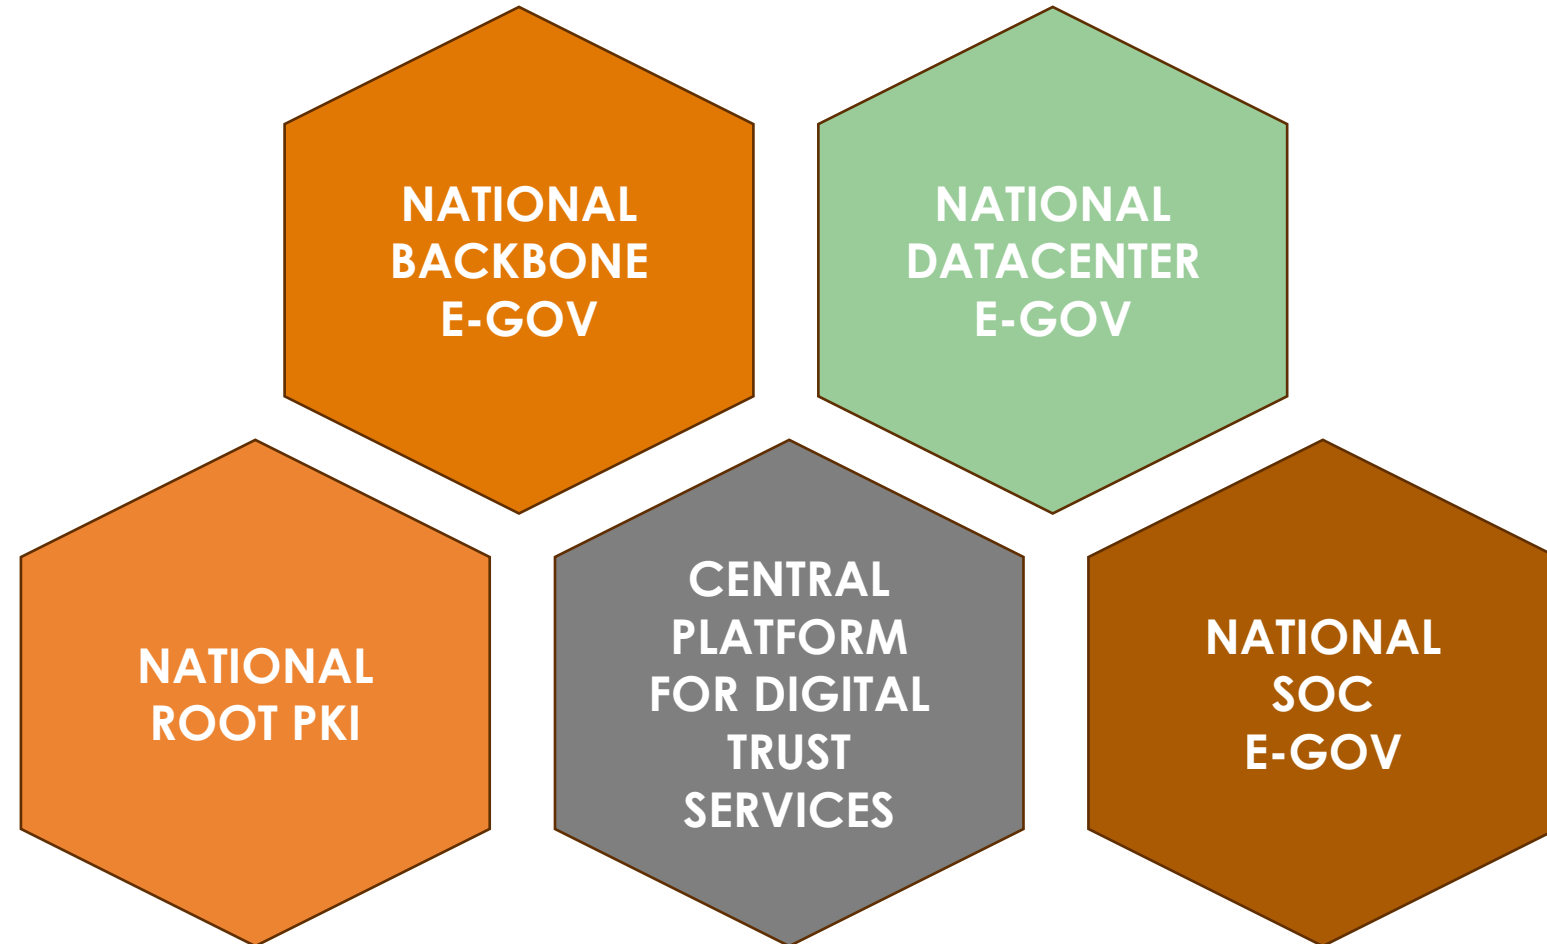 NATIONAL
BACKBONE
E-GOV
NATIONAL
DATACENTER
E-GOV
NATIONAL
ROOT PKI
CENTRAL
PLATFORM
FOR DIGITAL
TRUST
SERVICES
NATIONAL
SOC
E-GOV